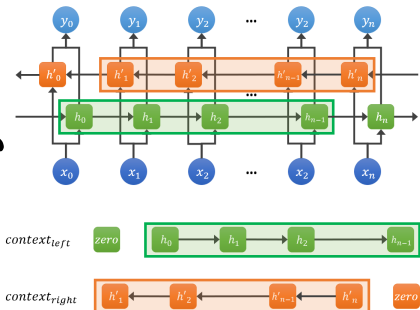 y0 y1 y2 ... y2 yn
h'0 h'1 h'2 h'n−1 h'n
...
h0 h1 h2 hn−1 hn
x0 x1 x2 ... x2 xn
contextleft zero h0 h1 h2 hn−1
contextright h'1 h'2 h'n−1 h'n zero